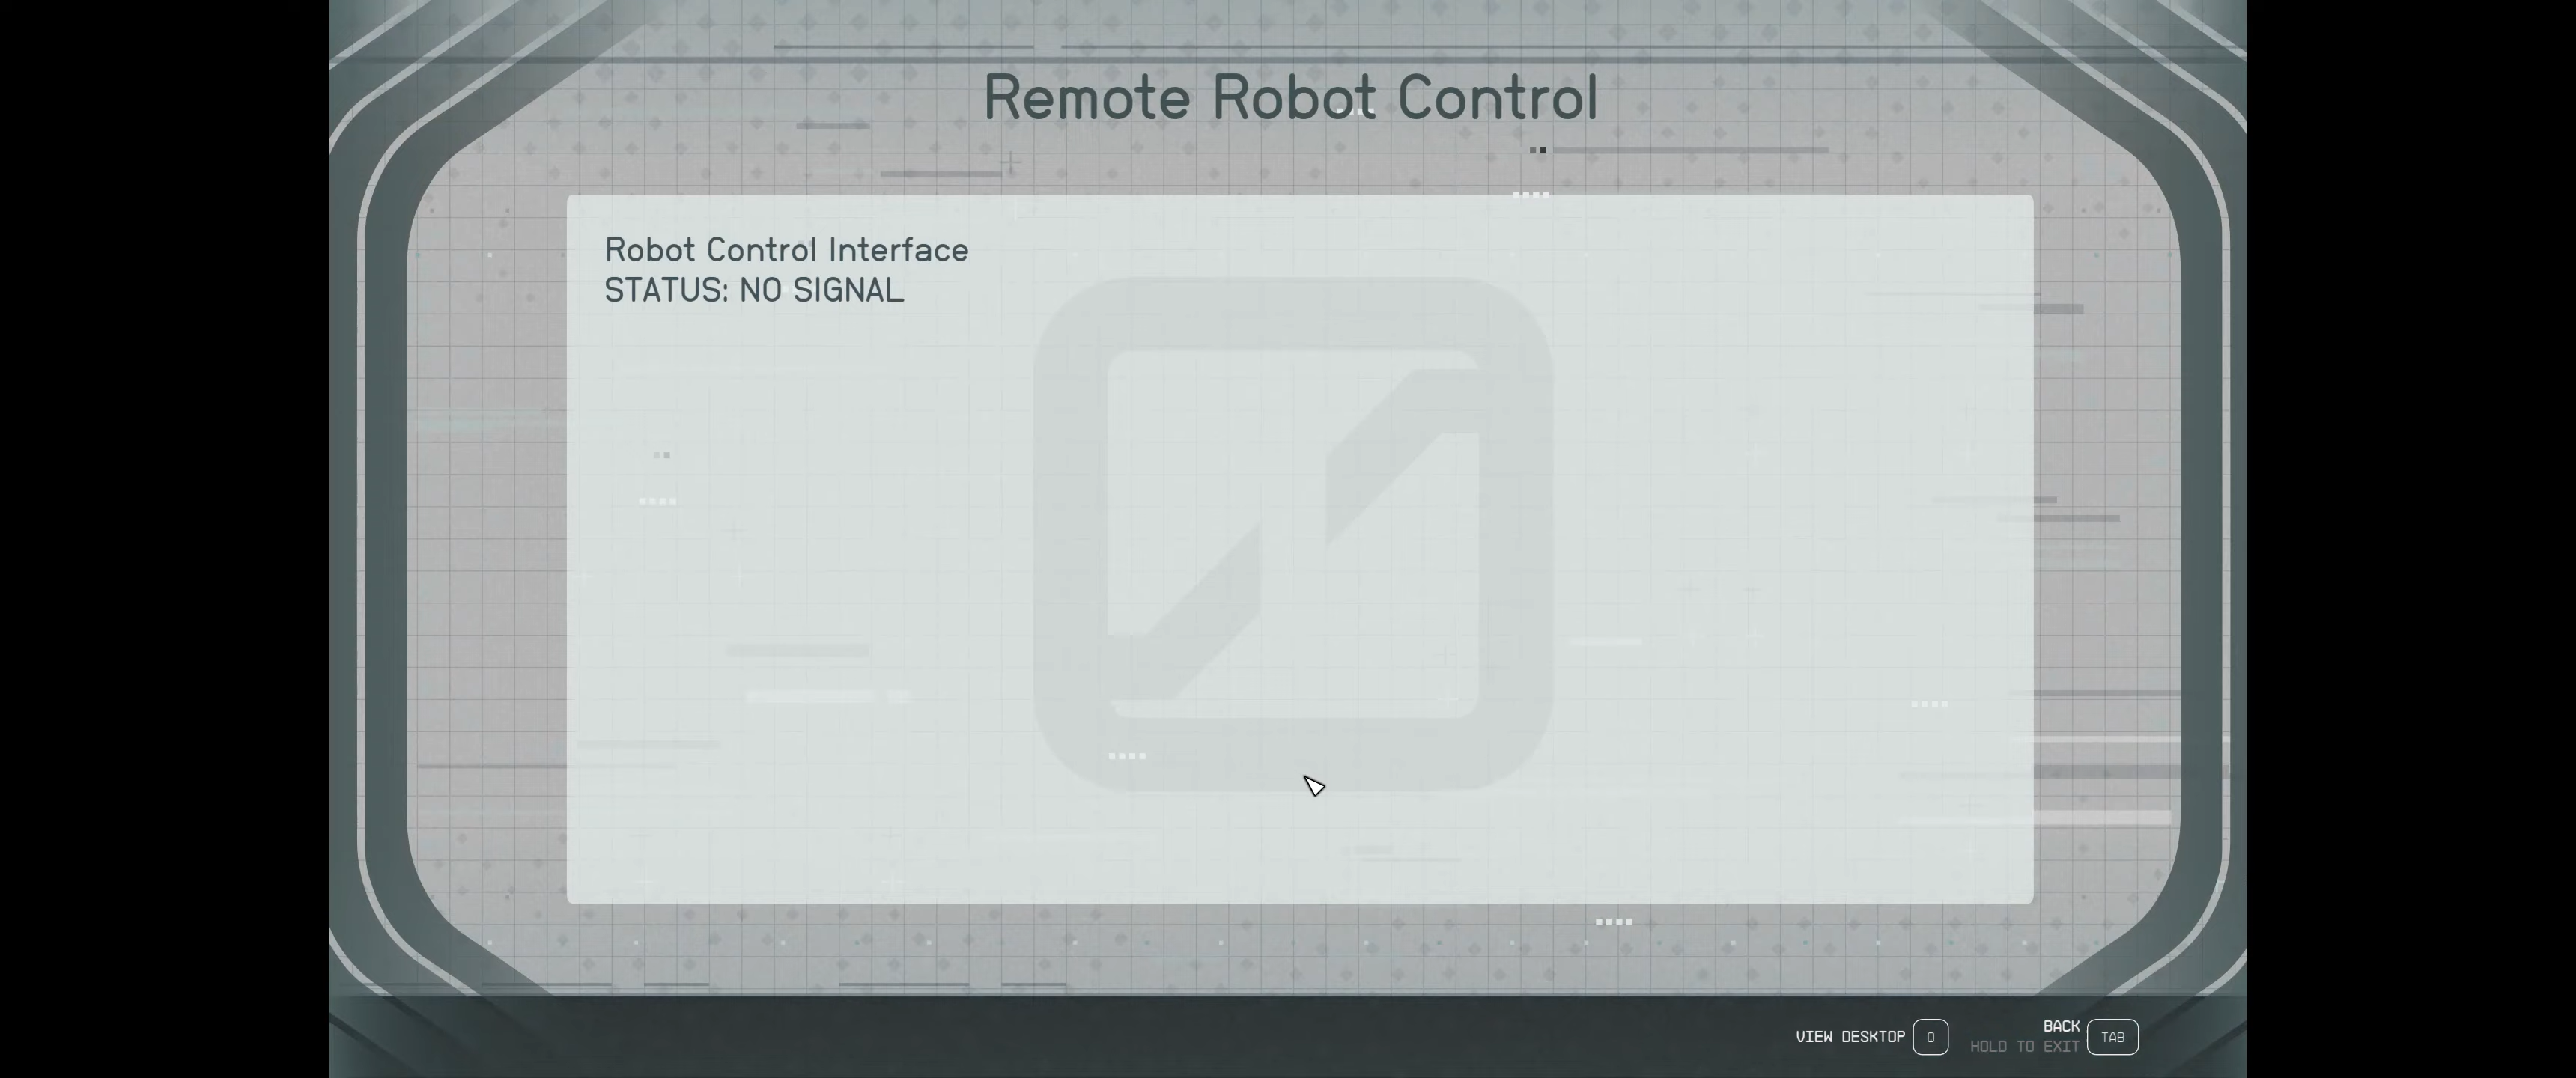 Remote Robot Control
Robot Control Interface
STATUS: NO SIGNAL
VIEW DESKTOP Q
BACK
HOLD TO EXIT
TAB